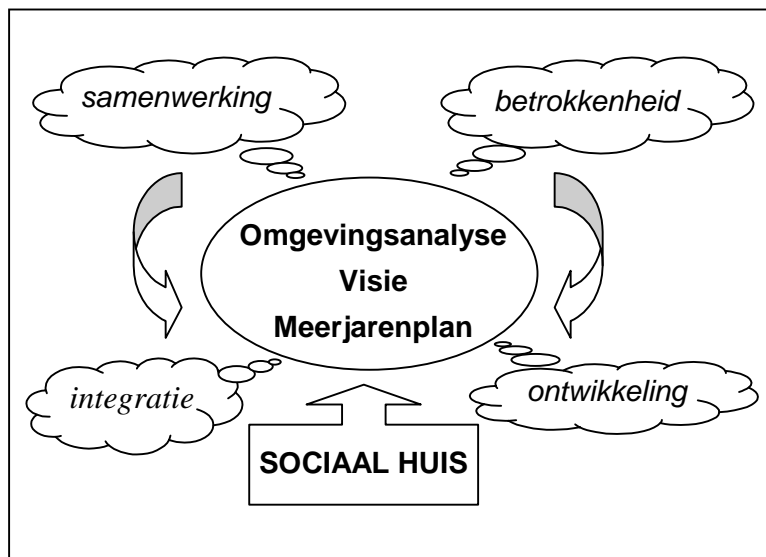 samenwerking
betrokkenheid
Omgevingsanalyse
Visie
Meerjarenplan
integratie
ontwikkeling
SOCIAAL HUIS